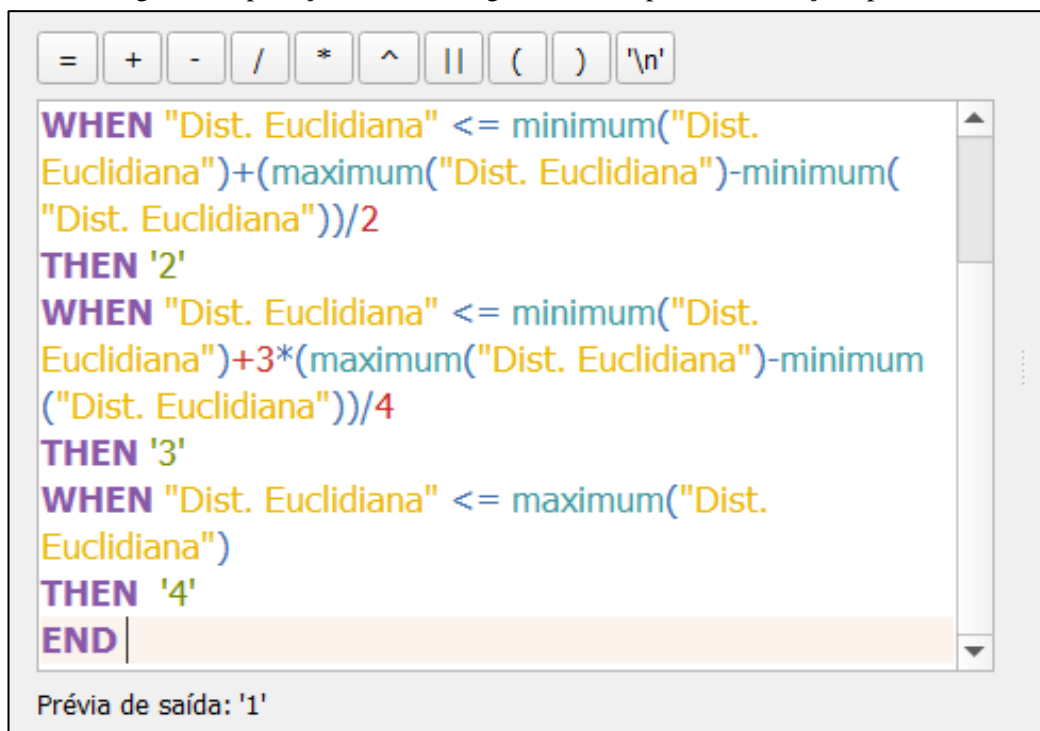 = + - / * ^ || ( ) '\n'
WHEN "Dist. Euclidiana" <= minimum("Dist.
Euclidiana")+(maximum("Dist. Euclidiana")-minimum(
"Dist. Euclidiana"))/2
THEN '2'
WHEN "Dist. Euclidiana" <= minimum("Dist.
Euclidiana")+3*(maximum("Dist. Euclidiana")-minimum
("Dist. Euclidiana"))/4
THEN '3'
WHEN "Dist. Euclidiana" <= maximum("Dist.
Euclidiana")
THEN  '4'
END
Prévia de saída: '1'